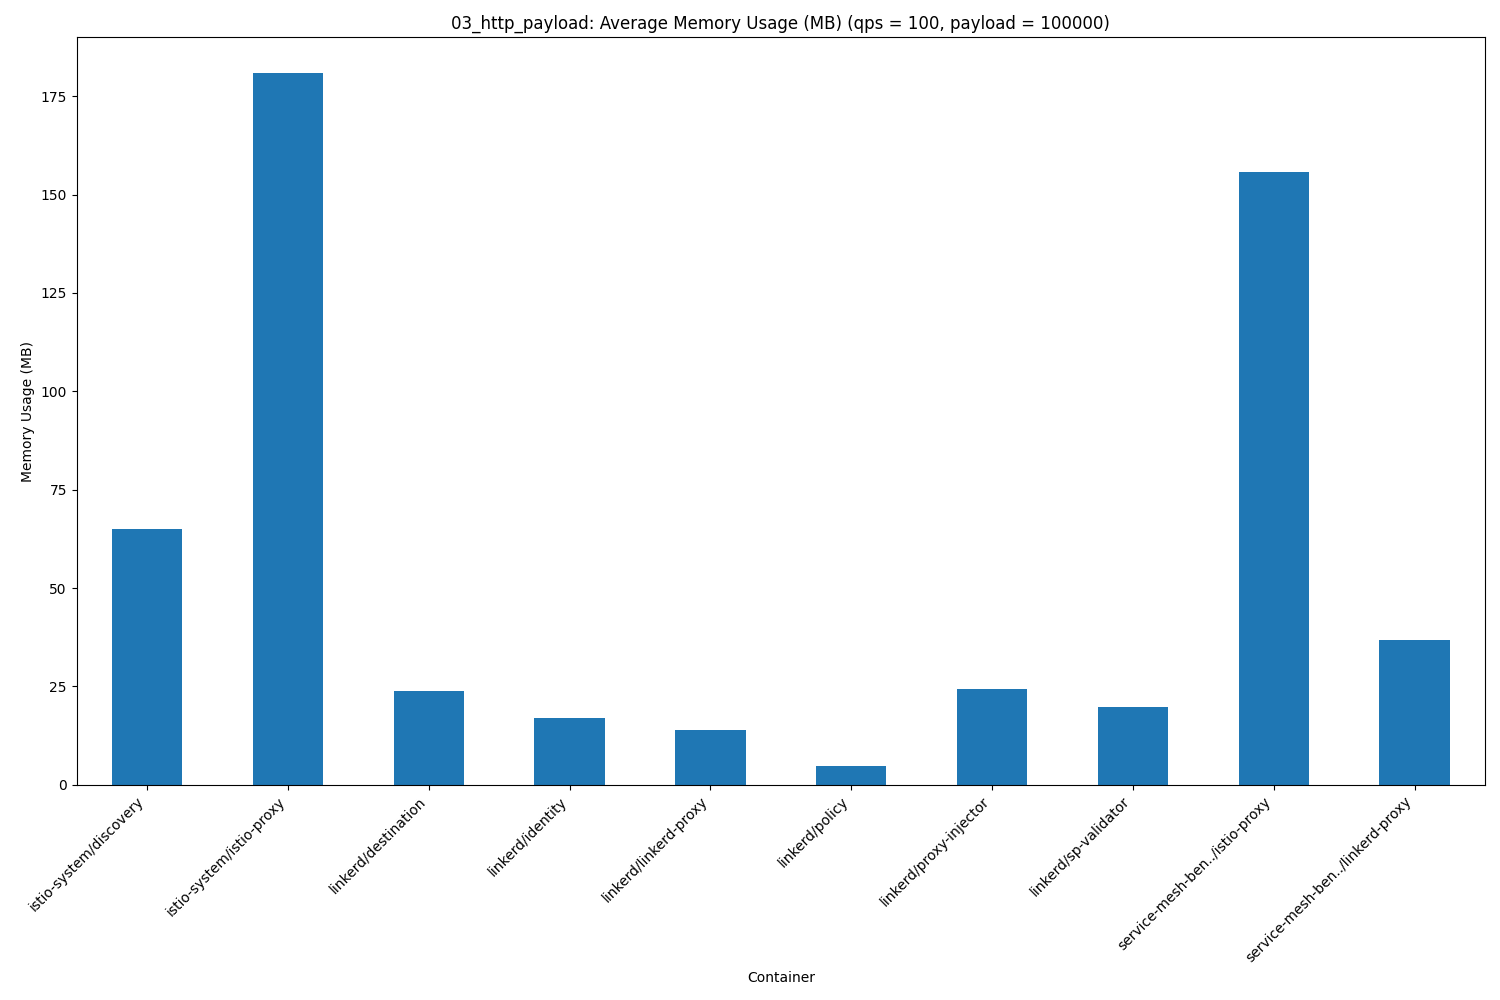 03_http_payload: Average Memory Usage (MB) (qps = 100, payload = 100000)
Memory Usage (MB)
175
150
125
100
75
50
25
0
istio-system/discovery
istio-system/istio-proxy
linkerd/destination
linkerd/identity
linkerd/linkerd-proxy
linkerd/policy
linkerd/proxy-injector
linkerd/sp-validator
service-mesh-ben../istio-proxy
service-mesh-ben../linkerd-proxy
Container